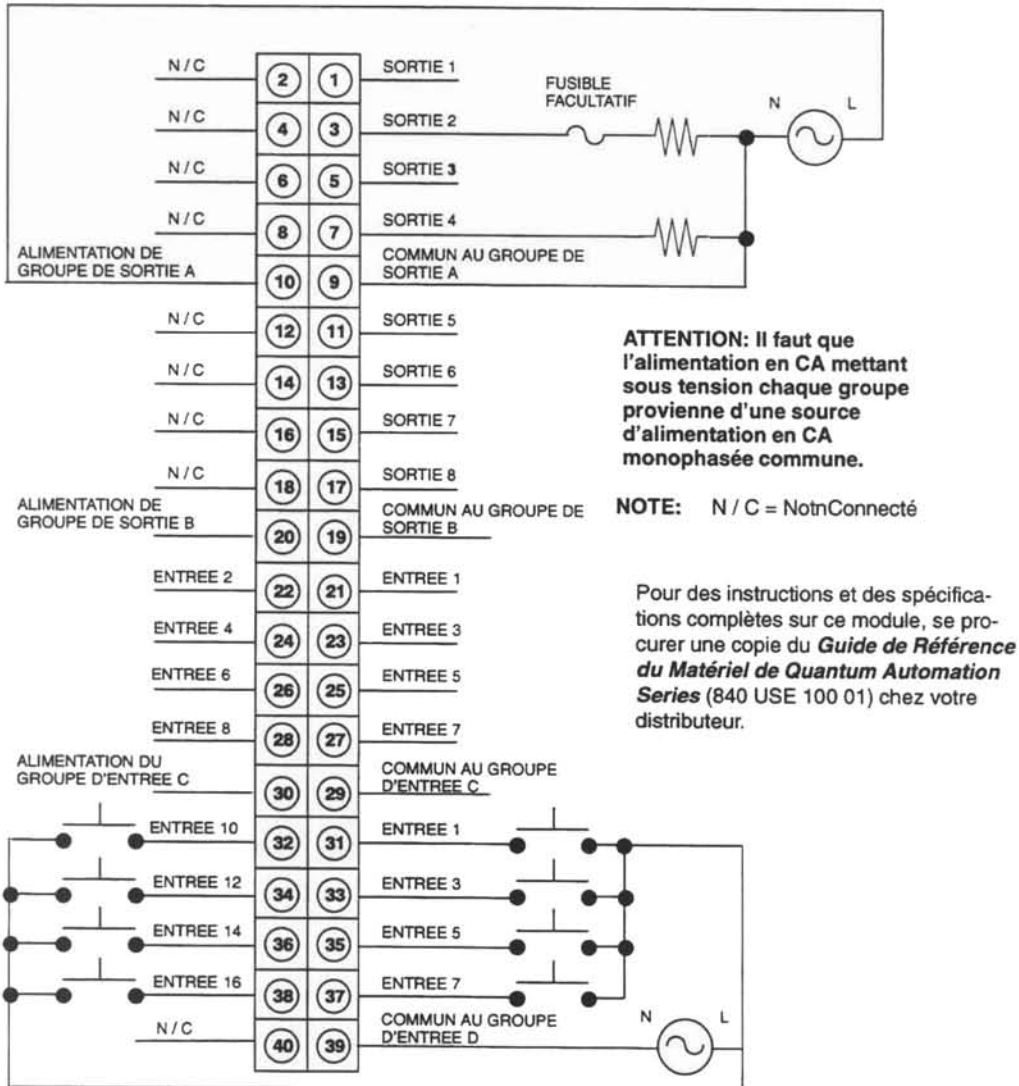 N / C 2 1 SORTIE 1
FUSIBLE
FACULTATIF
N L
N / C 4 3 SORTIE 2
N / C 6 5 SORTIE 3
N / C 8 7 SORTIE 4
ALIMENTATION DE
GROUPE DE SORTIE A
10 9
COMMUN AU GROUPE DE
SORTIE A
N / C 12 11 SORTIE 5
N / C 14 13 SORTIE 6
N / C 16 15 SORTIE 7
N / C 18 17 SORTIE 8
ALIMENTATION DE
GROUPE DE SORTIE B
20 19
COMMUN AU GROUPE DE
SORTIE B
ENTREE 2 22 21 ENTREE 1
ENTREE 4 24 23 ENTREE 3
ENTREE 6 26 25 ENTREE 5
ENTREE 8 28 27 ENTREE 7
ALIMENTATION DU
GROUPE D'ENTREE C
30 29
COMMUN AU GROUPE
D'ENTREE C
ENTREE 10 32 31 ENTREE 1
ENTREE 12 34 33 ENTREE 3
ENTREE 14 36 35 ENTREE 5
ENTREE 16 38 37 ENTREE 7
N / C 40 39
COMMUN AU GROUPE
D'ENTREE D
N L
ATTENTION: Il faut que
l'alimentation en CA mettant
sous tension chaque groupe
provienne d'une source
d'alimentation en CA
monophasée commune.
NOTE: N / C = NotnConnecté
Pour des instructions et des spécifica-
tions complètes sur ce module, se pro-
curer une copie du Guide de Référence
du Matériel de Quantum Automation
Series (840 USE 100 01) chez votre
distributeur.